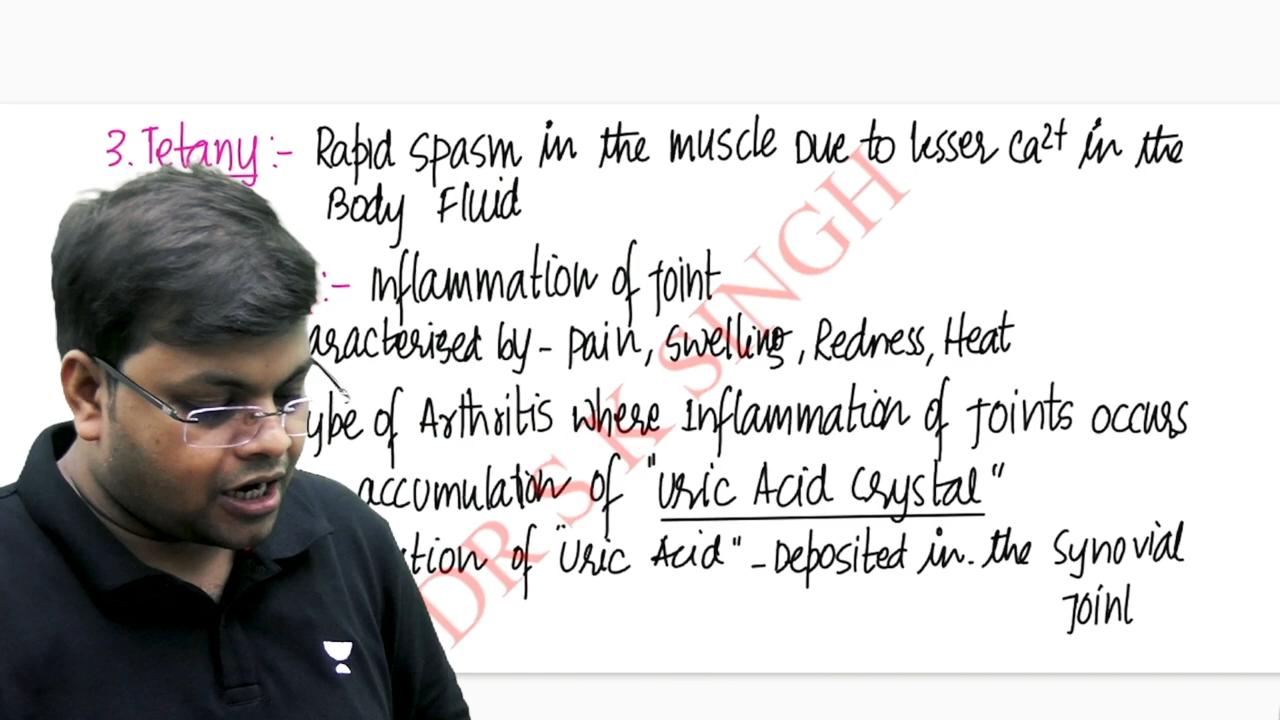 3. Tetany :- Rapid spasm in the muscle Due to lesser Ca2+ in the
Body Fluid
:- Inflammation of joint
aracterized by - Pain, Swelling, Redness, Heat
ype of Arthritis where Inflammation of Joints occurs
accumulation of "Uric Acid Crystal"
tion of "Uric Acid" - Deposited in. the Synovial
Joint
DR S K SINGH